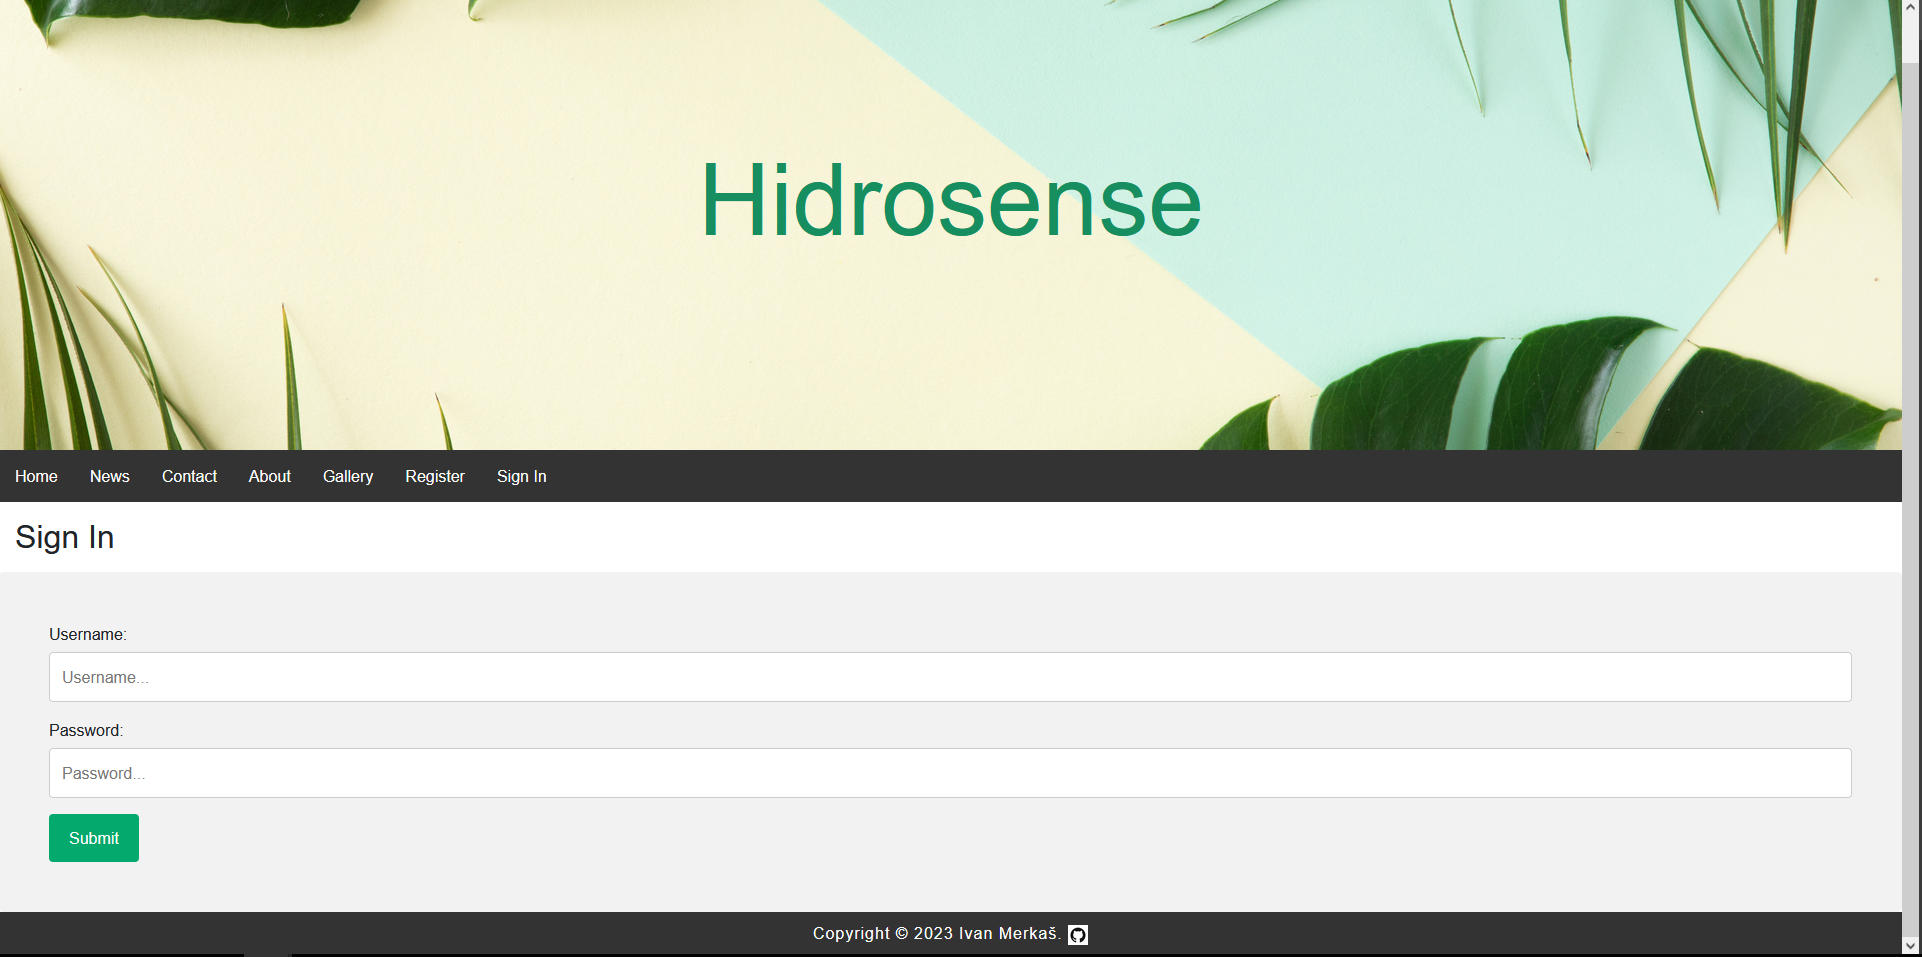 Hidrosense
Home News Contact About Gallery Register Sign In
Sign In
Username:
Username...
Password:
Password...
Submit
Copyright © 2023 Ivan Merkaš.